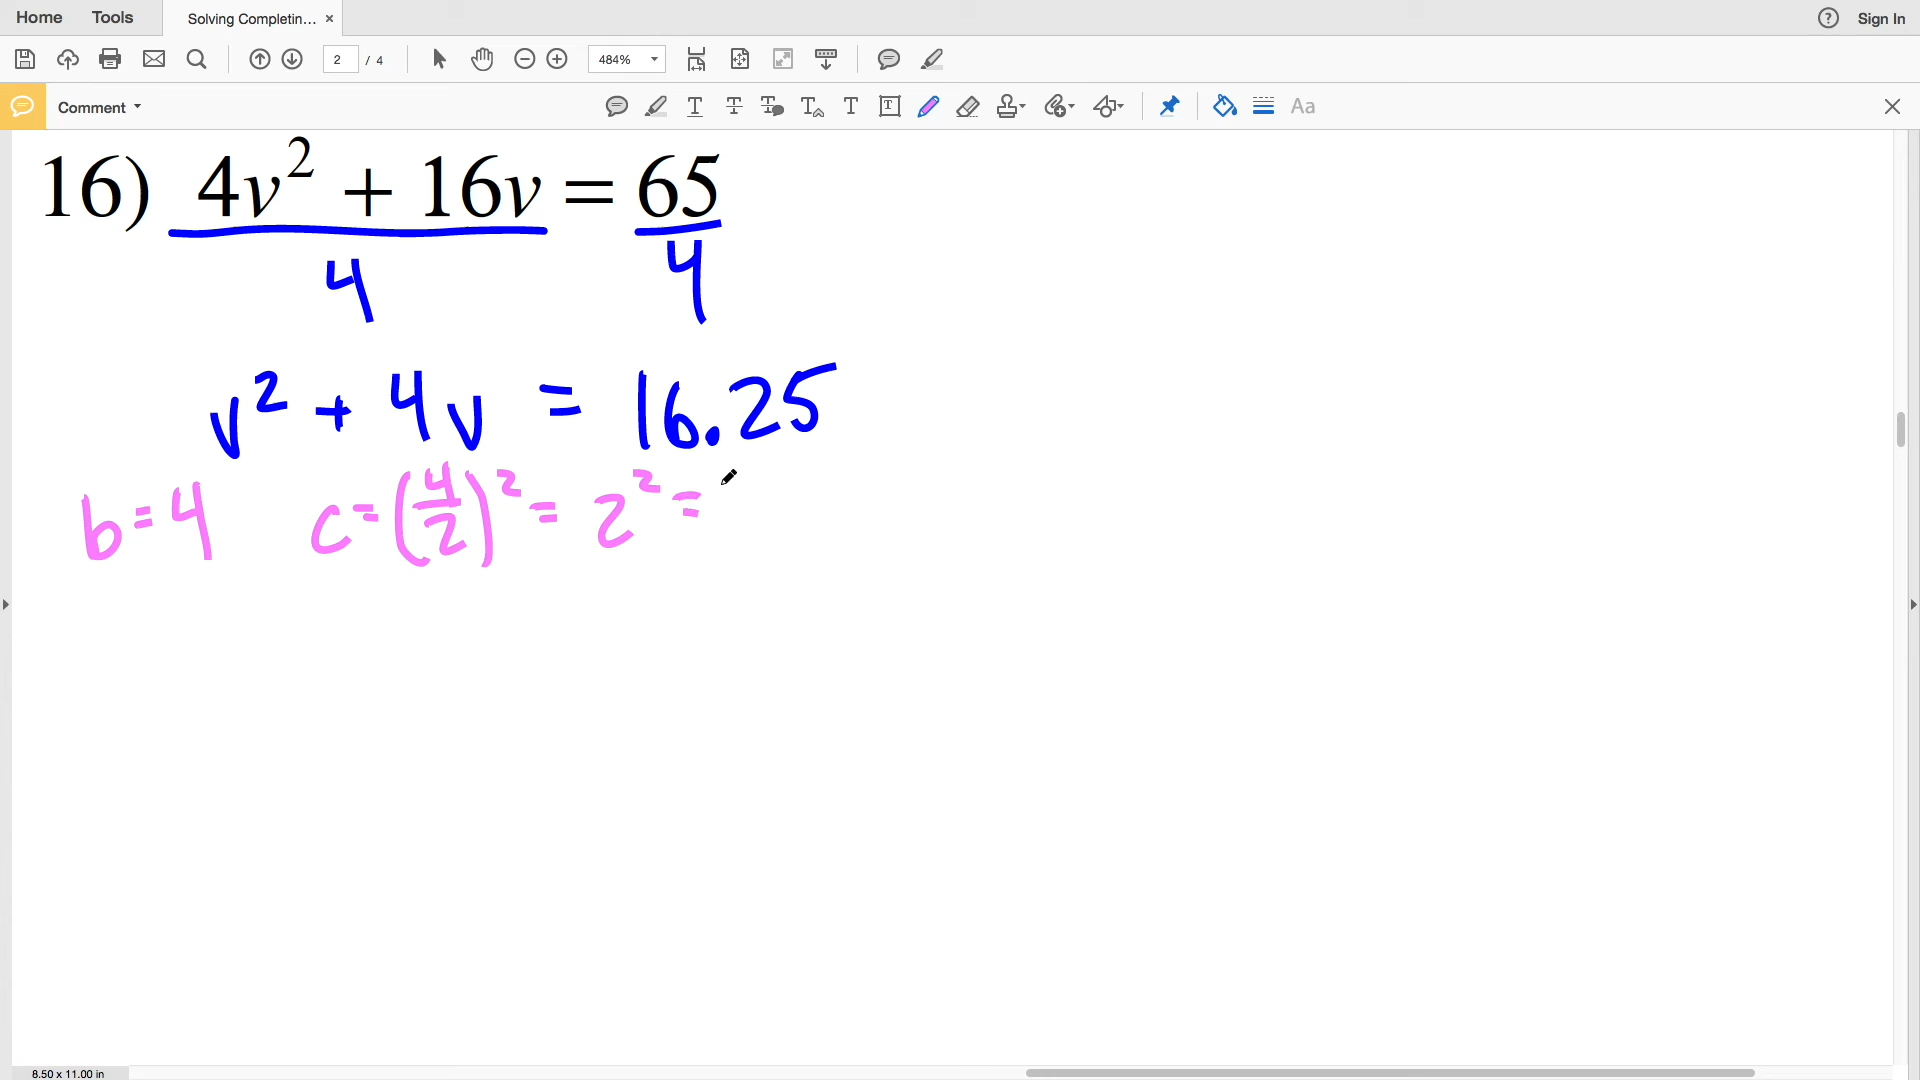 Home Tools Solving Completin... × ? Sign In
2 / 4 484%
Comment T T T T T T Aa
16) 4v² + 16v = 65
4 4
v² + 4v = 16.25
b = 4 c = (4/2)² = 2² =
8.50 x 11.00 in